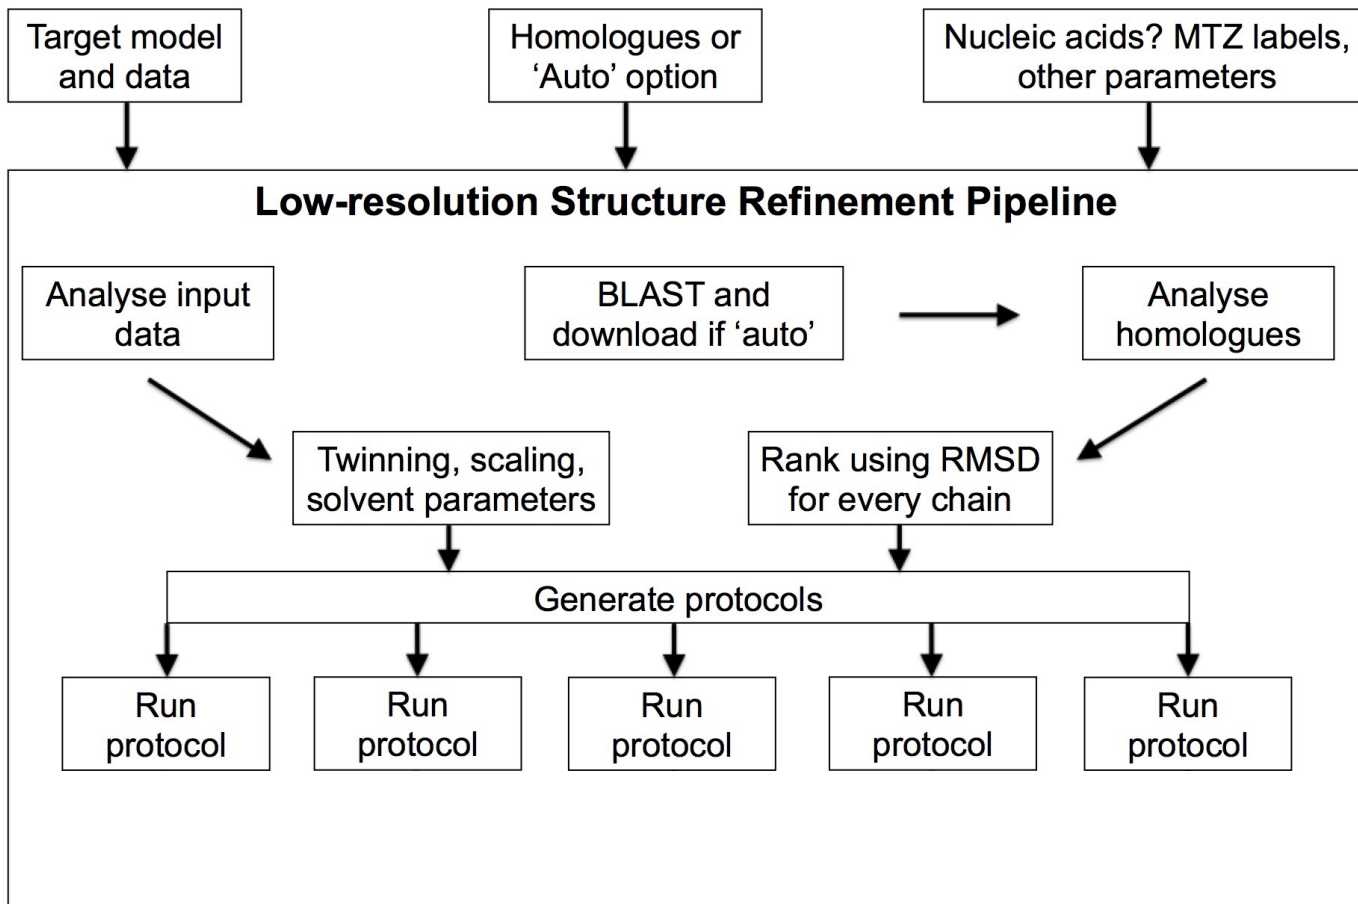 Target model
and data
Homologues or
‘Auto’ option
Nucleic acids? MTZ labels,
other parameters
Low-resolution Structure Refinement Pipeline
Analyse input
data
BLAST and
download if ‘auto’
Analyse
homologues
Twinning, scaling,
solvent parameters
Rank using RMSD
for every chain
Generate protocols
Run
protocol
Run
protocol
Run
protocol
Run
protocol
Run
protocol